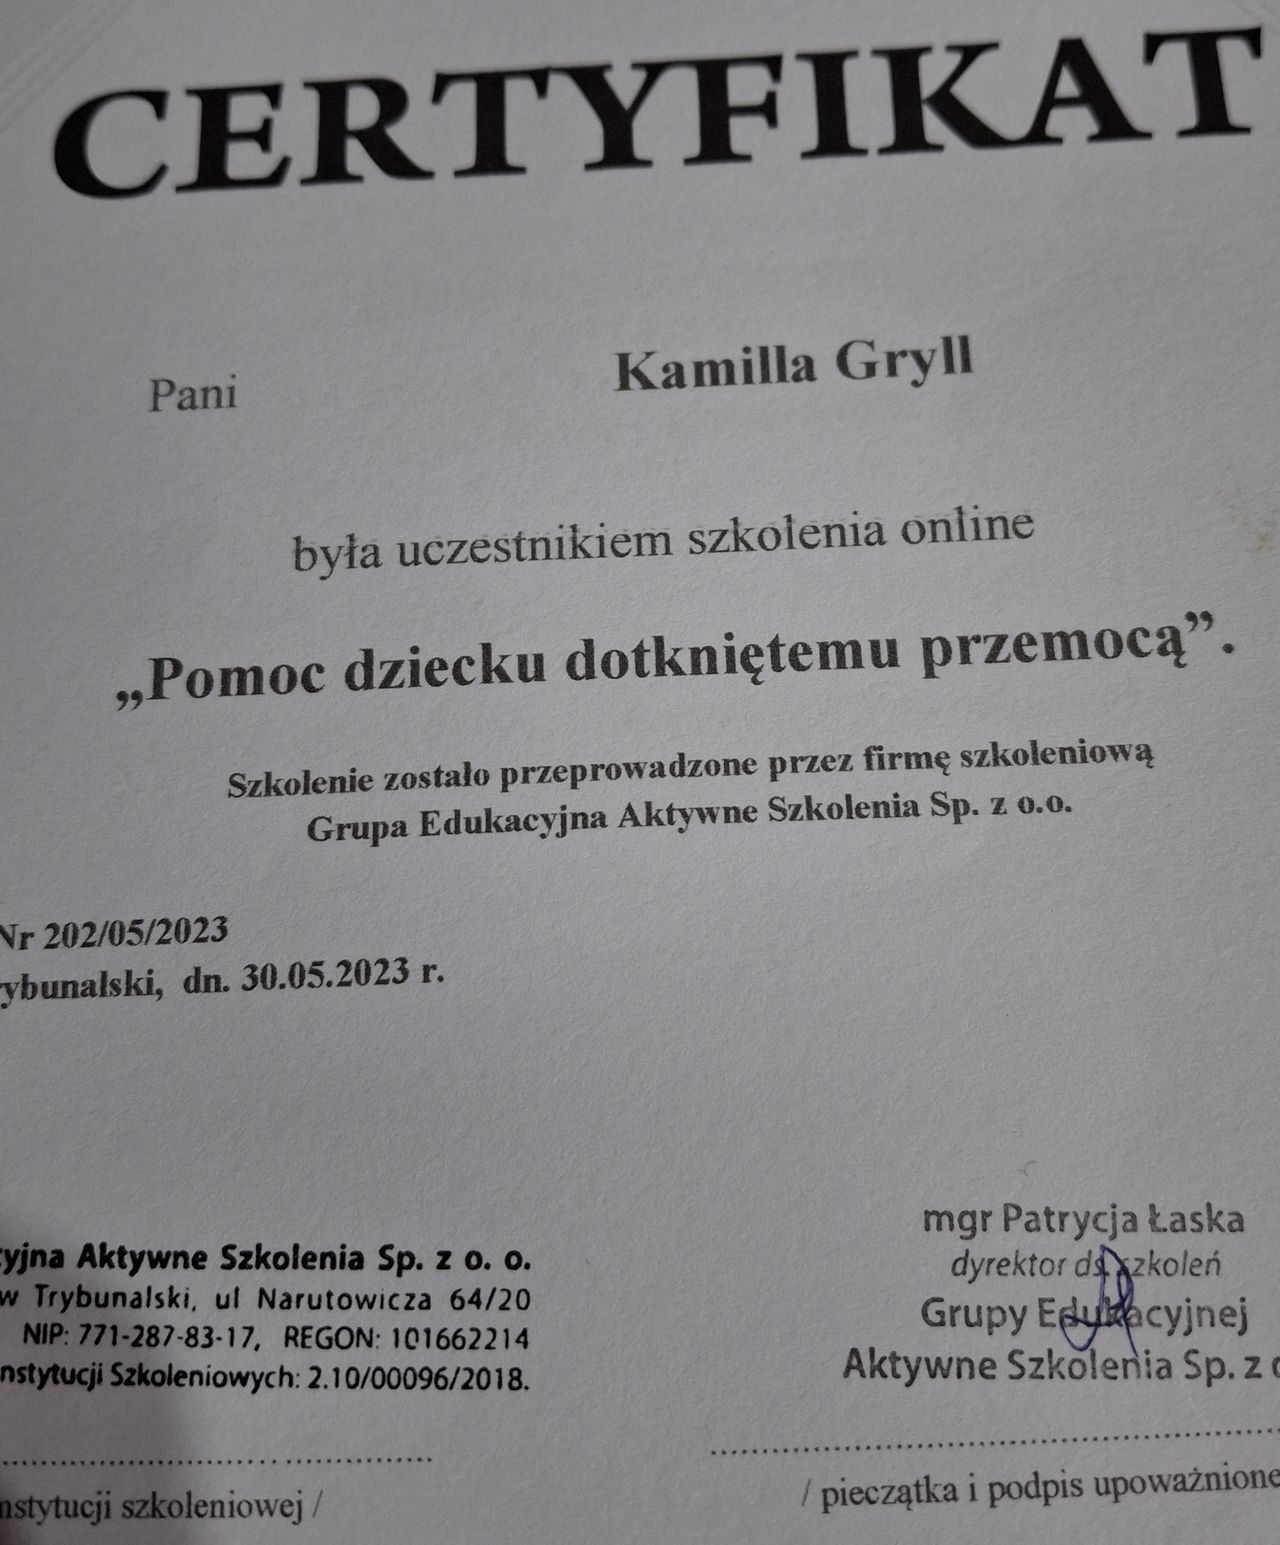 CERTYFIKAT
Pani Kamilla Gryll
była uczestnikiem szkolenia online
„Pomoc dziecku dotkniętemu przemocą”.
Szkolenie zostało przeprowadzone przez firmę szkoleniową
Grupa Edukacyjna Aktywne Szkolenia Sp. z o.o.
Nr 202/05/2023
ybunalski, dn. 30.05.2023 r.
cyjna Aktywne Szkolenia Sp. z o. o.
w Trybunalski, ul Narutowicza 64/20
NIP: 771-287-83-17, REGON: 101662214
nstytucji Szkoleniowych: 2.10/00096/2018.
nstytucji szkoleniowej /
mgr Patrycja Łaska
dyrektor ds. szkoleń
Grupy Edukacyjnej
Aktywne Szkolenia Sp. z o
/ pieczątka i podpis upoważnione